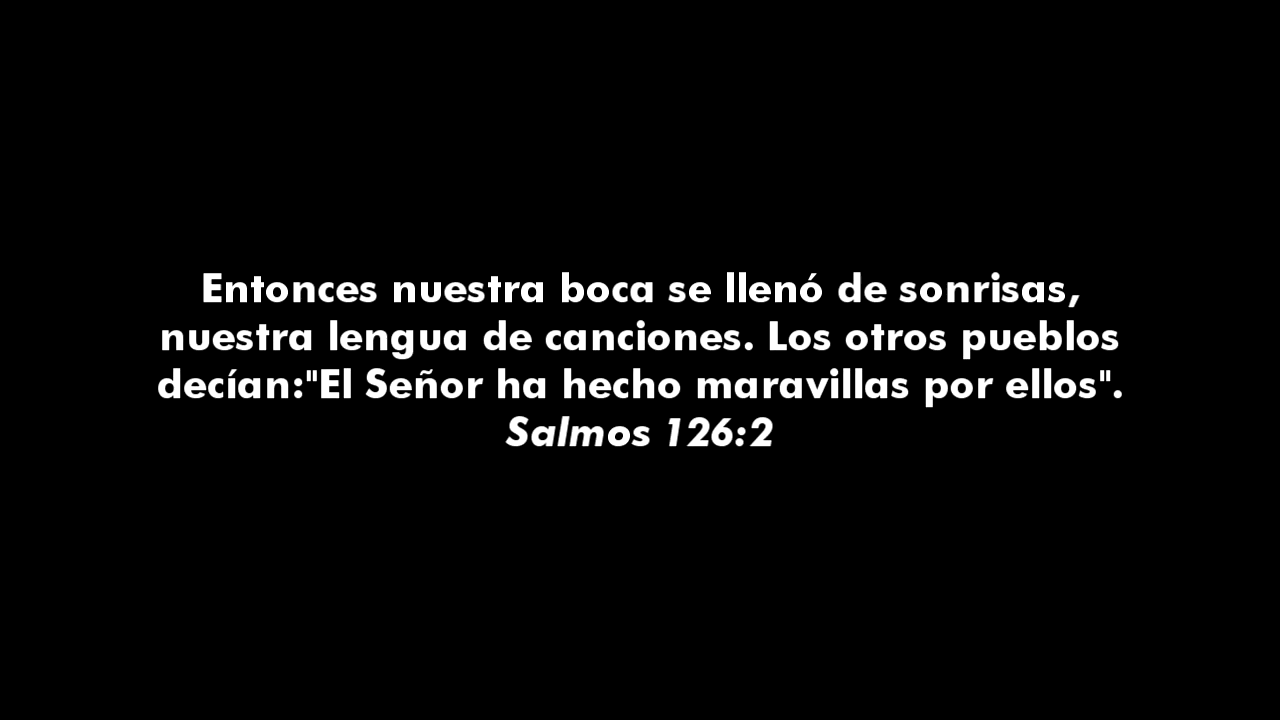 Entonces nuestra boca se llenó de sonrisas,
nuestra lengua de canciones. Los otros pueblos
decían:"El Señor ha hecho maravillas por ellos".
Salmos 126:2